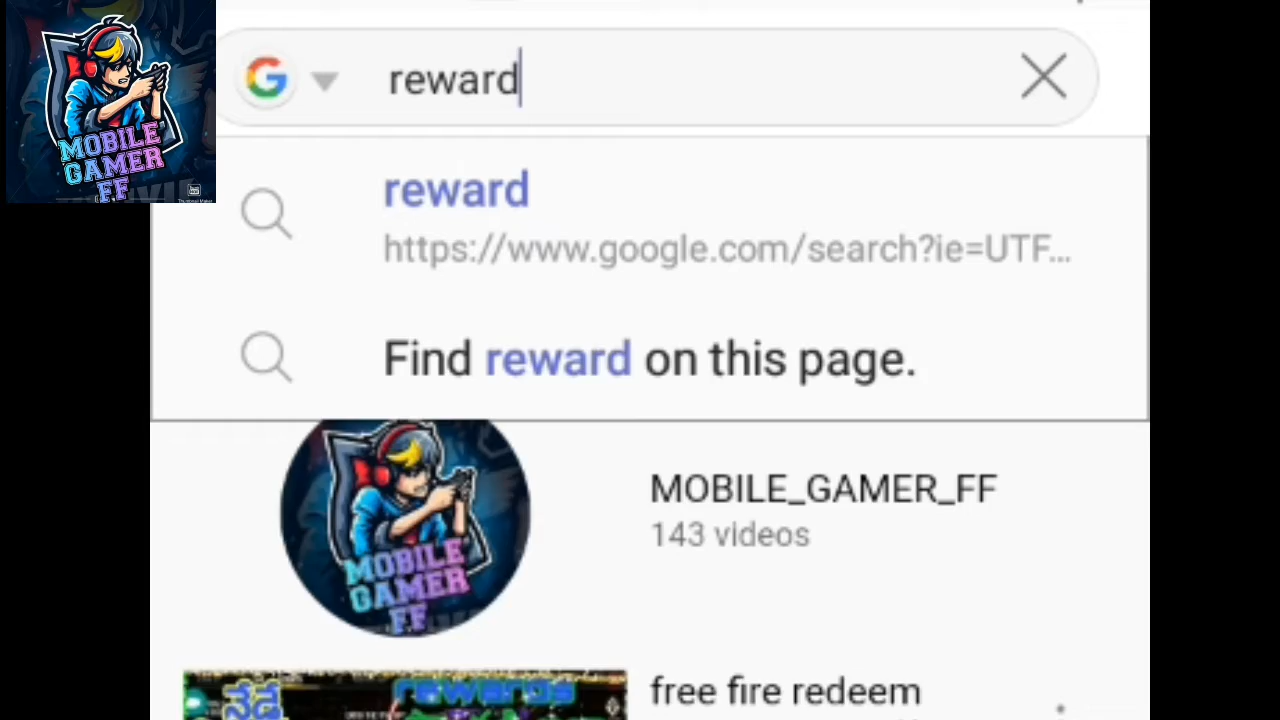 MOBILE
GAMER
FF
reward
reward
https://www.google.com/search?ie=UTF...
Find reward on this page.
MOBILE_GAMER_FF
143 videos
MOBILE
GAMER
FF
rewards
free fire redeem